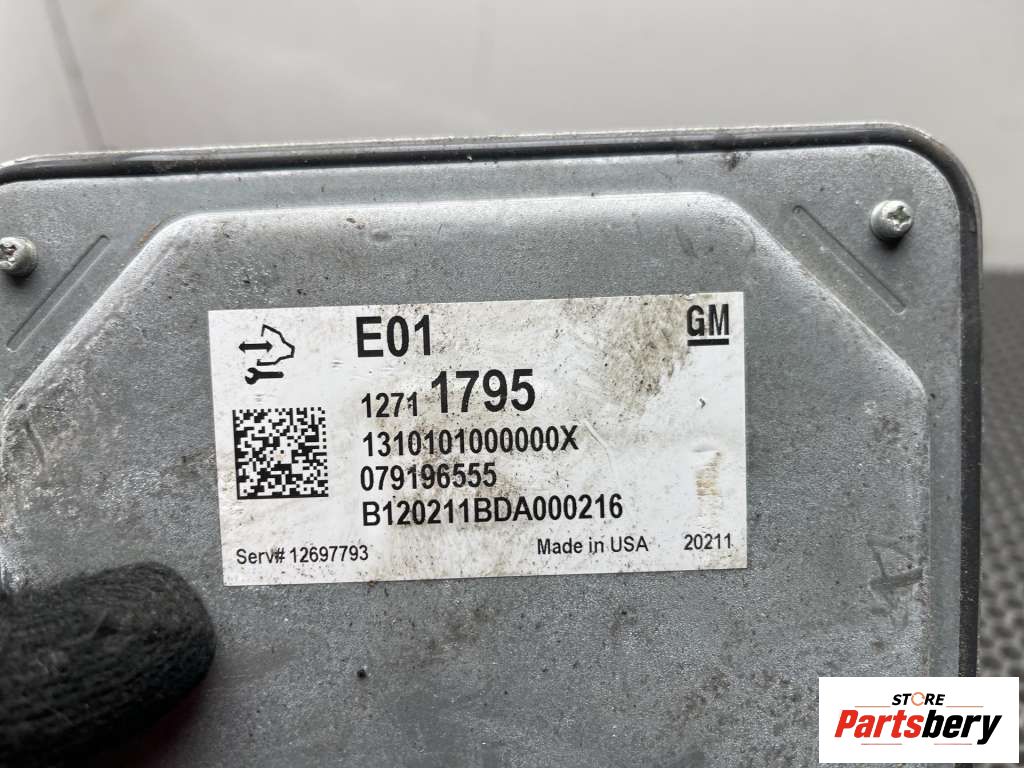 E01
GM
1271 1795
1310101000000X
079196555
B120211BDA000216
Serv# 12697793
Made in USA 20211
STORE
Partsbery